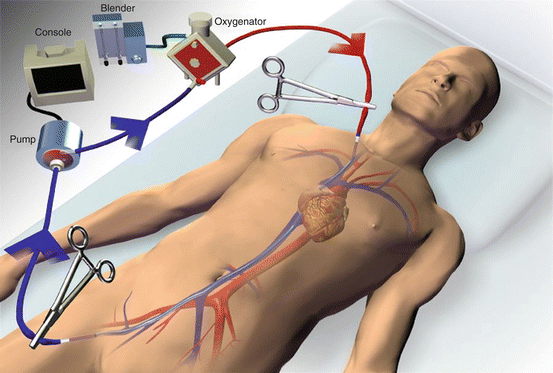 Blender
Oxygenator
Console
Pump